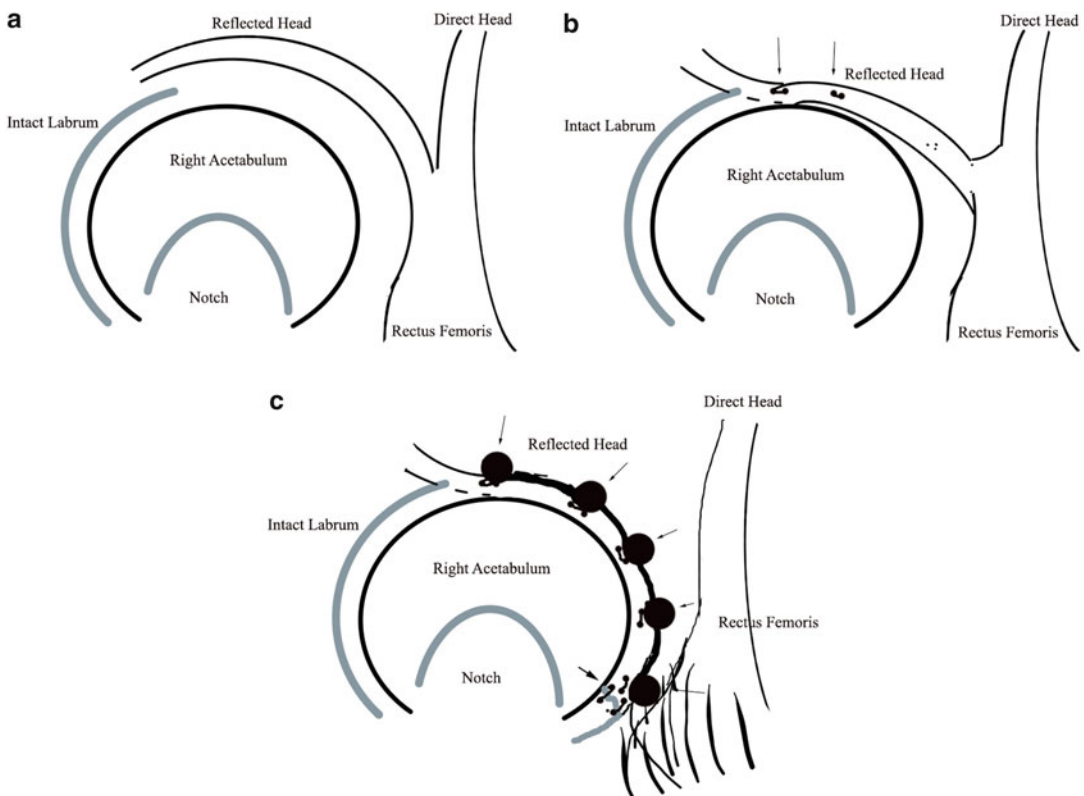 a
Reflected Head
Direct Head
Intact Labrum
Right Acetabulum
Notch
Rectus Femoris
b
Direct Head
Reflected Head
Intact Labrum
Right Acetabulum
Notch
Rectus Femoris
c
Direct Head
Reflected Head
Intact Labrum
Right Acetabulum
Rectus Femoris
Notch